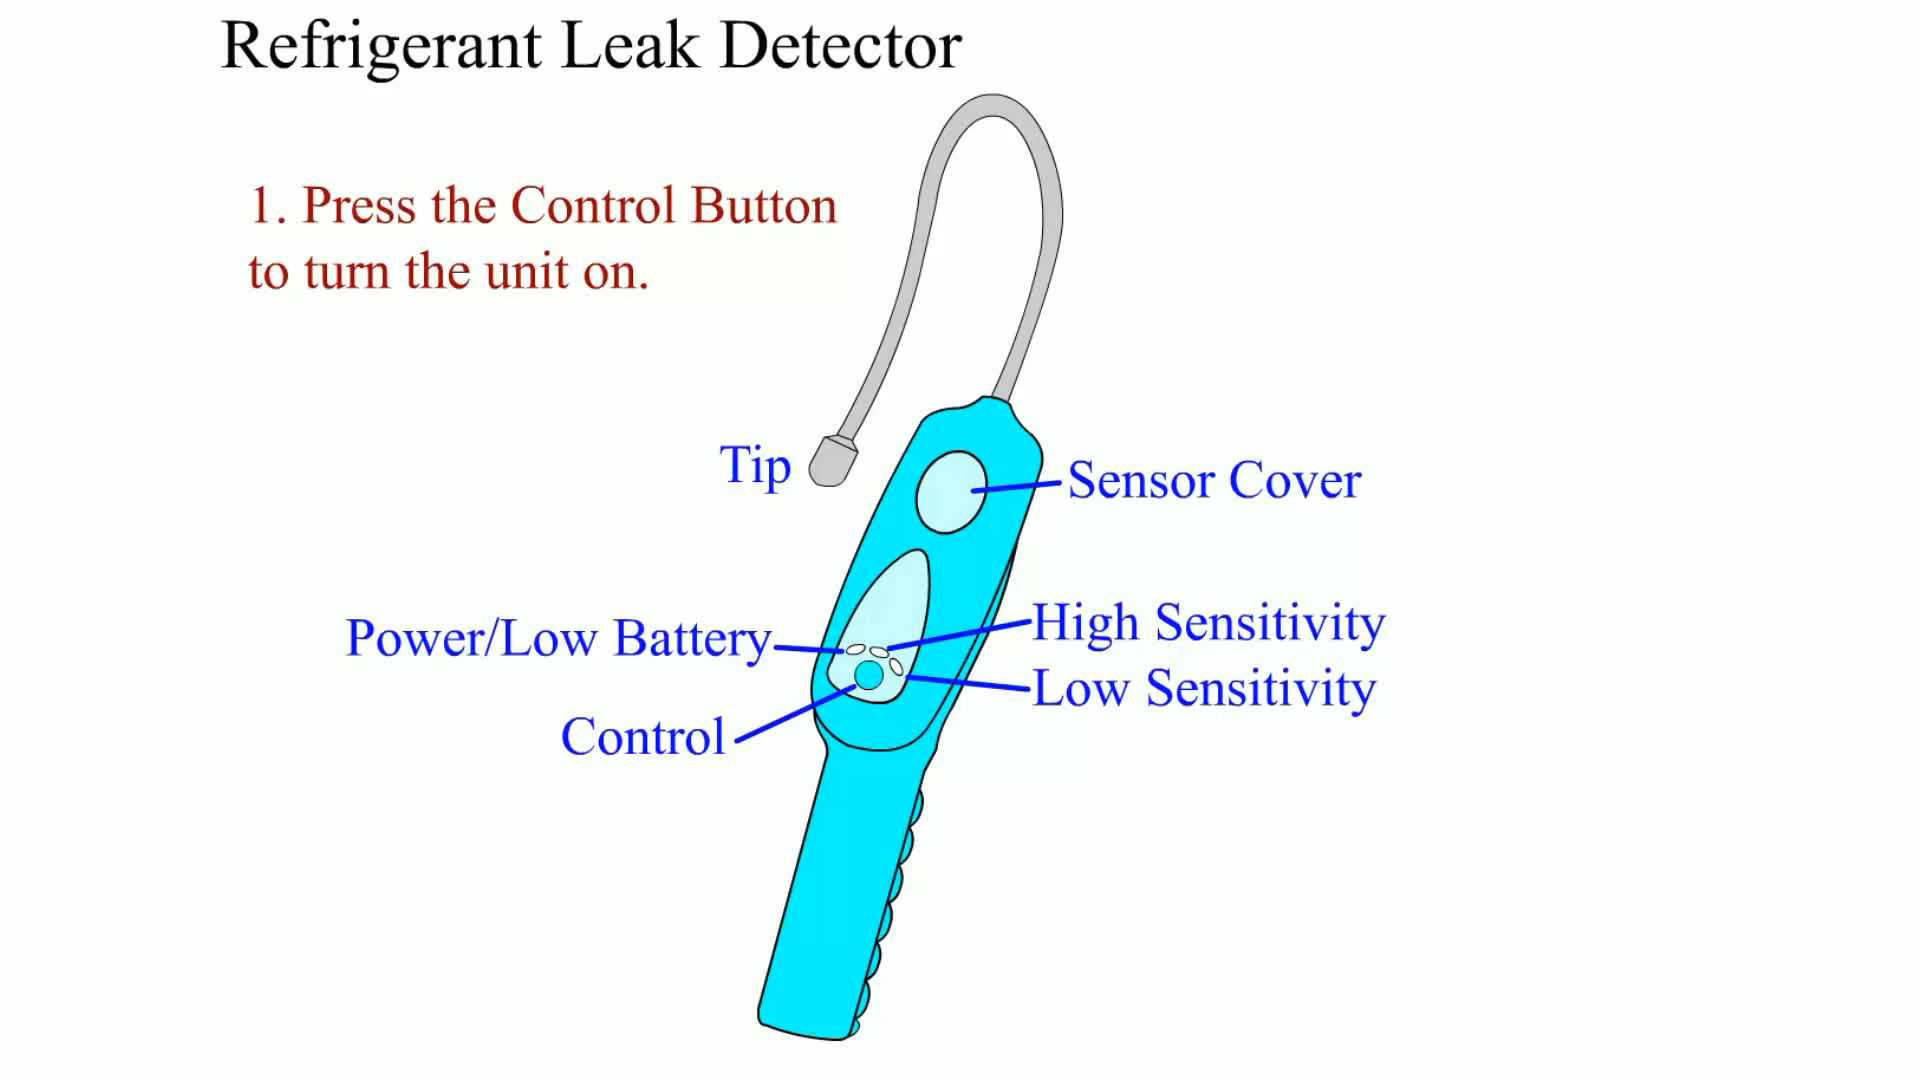 Refrigerant Leak Detector
1. Press the Control Button
to turn the unit on.
Tip
Sensor Cover
Power/Low Battery
High Sensitivity
Low Sensitivity
Control